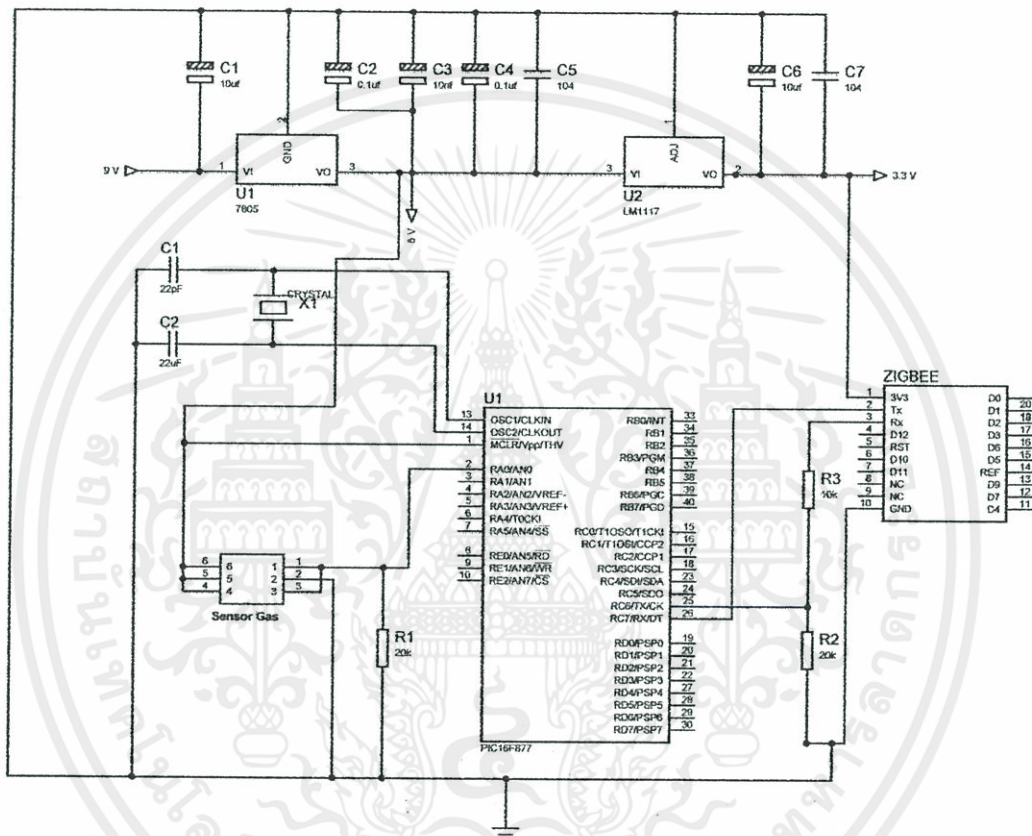 C1
10uf
C2
0.1uf
C3
10nf
C4
0.1uf
C5
104
C6
10uf
C7
104
2
GND
1
ADJ
9 V
1
VI
VO
3
U1
7805
5 V
3
VI
VO
2
U2
LM1117
3.3 V
C1
22pF
CRYSTAL
X1
C2
22uF
U1
13
OSC1/CLKIN
14
OSC2/CLKOUT
1
MCLR/Vpp/THV
2
RA0/AN0
3
RA1/AN1
4
RA2/AN2/VREF-
5
RA3/AN3/VREF+
6
RA4/T0CKI
7
RA5/AN4/SS
8
RE0/AN5/RD
9
RE1/AN6/WR
10
RE2/AN7/CS
RB0/INT
33
RB1
34
RB2
35
RB3/PGM
36
RB4
37
RB5
38
RB6/PGC
39
RB7/PGD
40
RC0/T1OSO/T1CKI
15
RC1/T1OSI/CCP2
16
RC2/CCP1
17
RC3/SCK/SCL
18
RC4/SDI/SDA
23
RC5/SDO
24
RC6/TX/CK
25
RC7/RX/DT
26
RD0/PSP0
19
RD1/PSP1
20
RD2/PSP2
21
RD3/PSP3
22
RD4/PSP4
27
RD5/PSP5
28
RD6/PSP6
29
RD7/PSP7
30
PIC16F877
6 6 1 1
5 5 2 2
4 4 3 3
Sensor Gas
R1
20k
R3
10k
R2
20k
ZIGBEE
1 3V3 D0 20
2 Tx D1
3 Rx D2 18
4 D12 D3 17
5 RST D6 16
6 D10 D5 15
7 D11 REF 14
8 NC D9 13
9 NC D7 12
10 GND D4 11